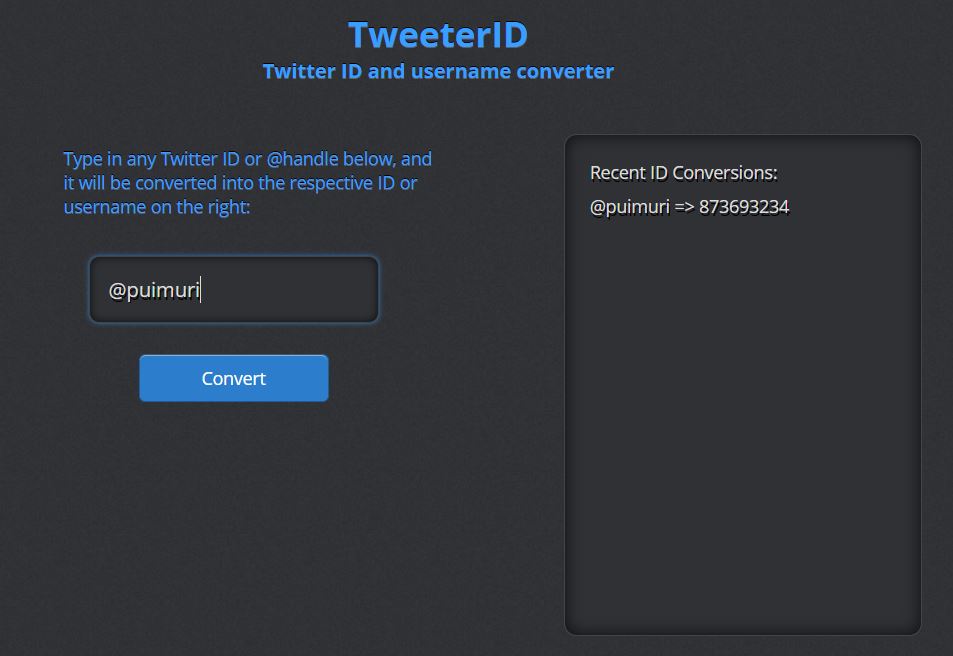 TweeterID
Twitter ID and username converter
Type in any Twitter ID or @handle below, and
it will be converted into the respective ID or
username on the right:
@puimuri
Convert
Recent ID Conversions:
@puimuri => 873693234